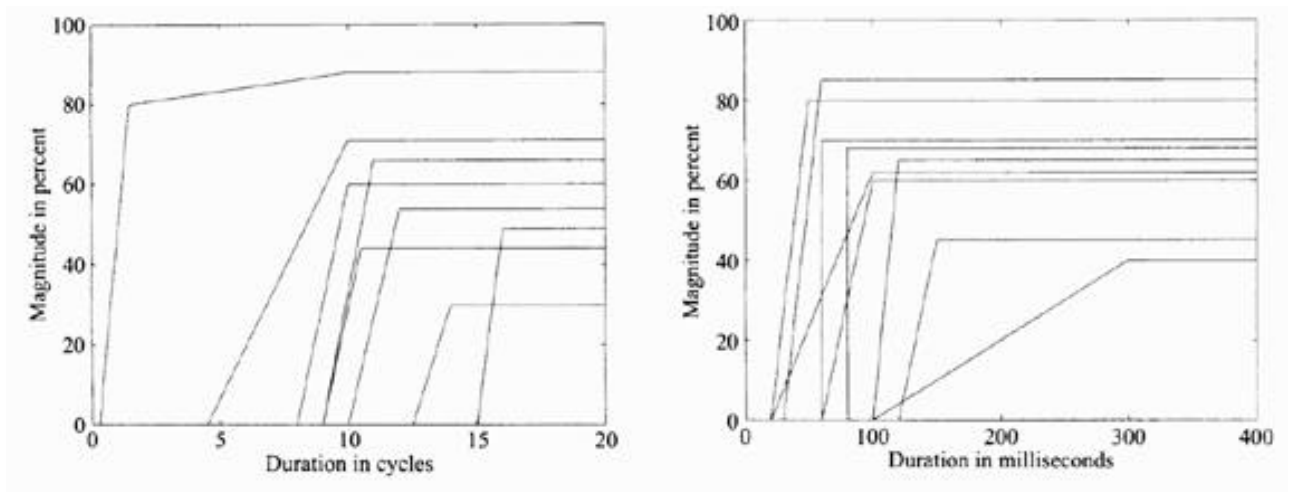 100
80
60
40
20
0
Magnitude in percent
0 5 10 15 20
Duration in cycles
100
80
60
40
20
0
Magnitude in percent
0 100 200 300 400
Duration in milliseconds